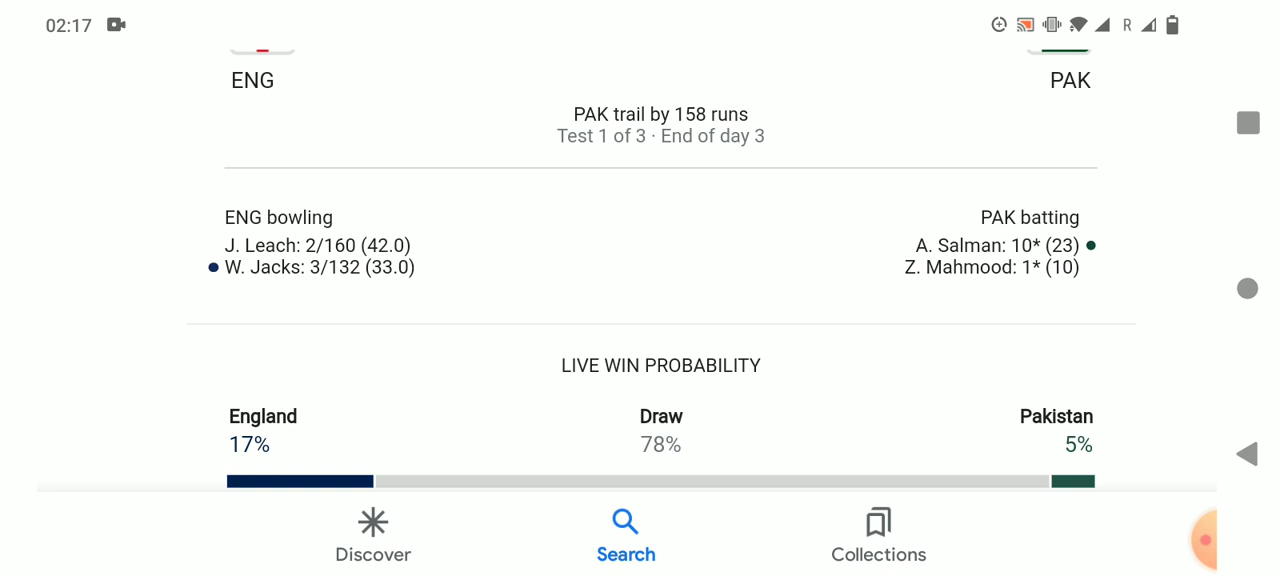 02:17
R
ENG
PAK
PAK trail by 158 runs
Test 1 of 3 · End of day 3
ENG bowling
J. Leach: 2/160 (42.0)
W. Jacks: 3/132 (33.0)
PAK batting
A. Salman: 10* (23)
Z. Mahmood: 1* (10)
LIVE WIN PROBABILITY
England
17%
Draw
78%
Pakistan
5%
Discover
Search
Collections